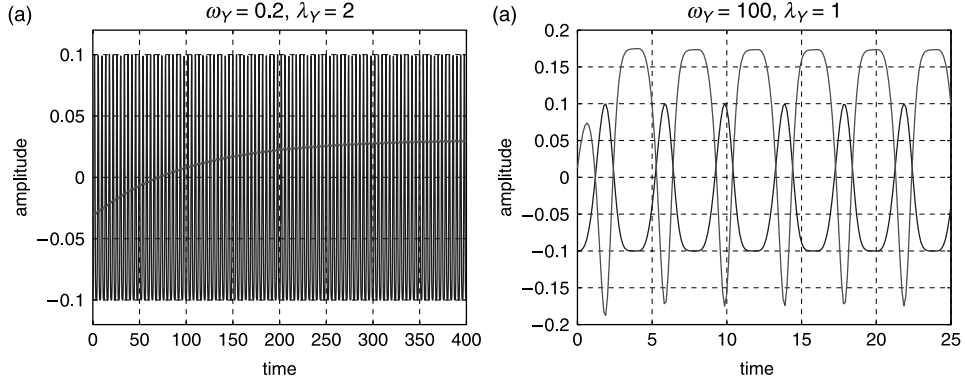 (a)
ω_Y = 0.2, λ_Y = 2
0.1
0.05
0
−0.05
−0.1
amplitude
0 50 100 150 200 250 300 350 400
time
(a)
ω_Y = 100, λ_Y = 1
0.2
0.15
0.1
0.05
0
−0.05
−0.1
−0.15
−0.2
amplitude
0 5 10 15 20 25
time